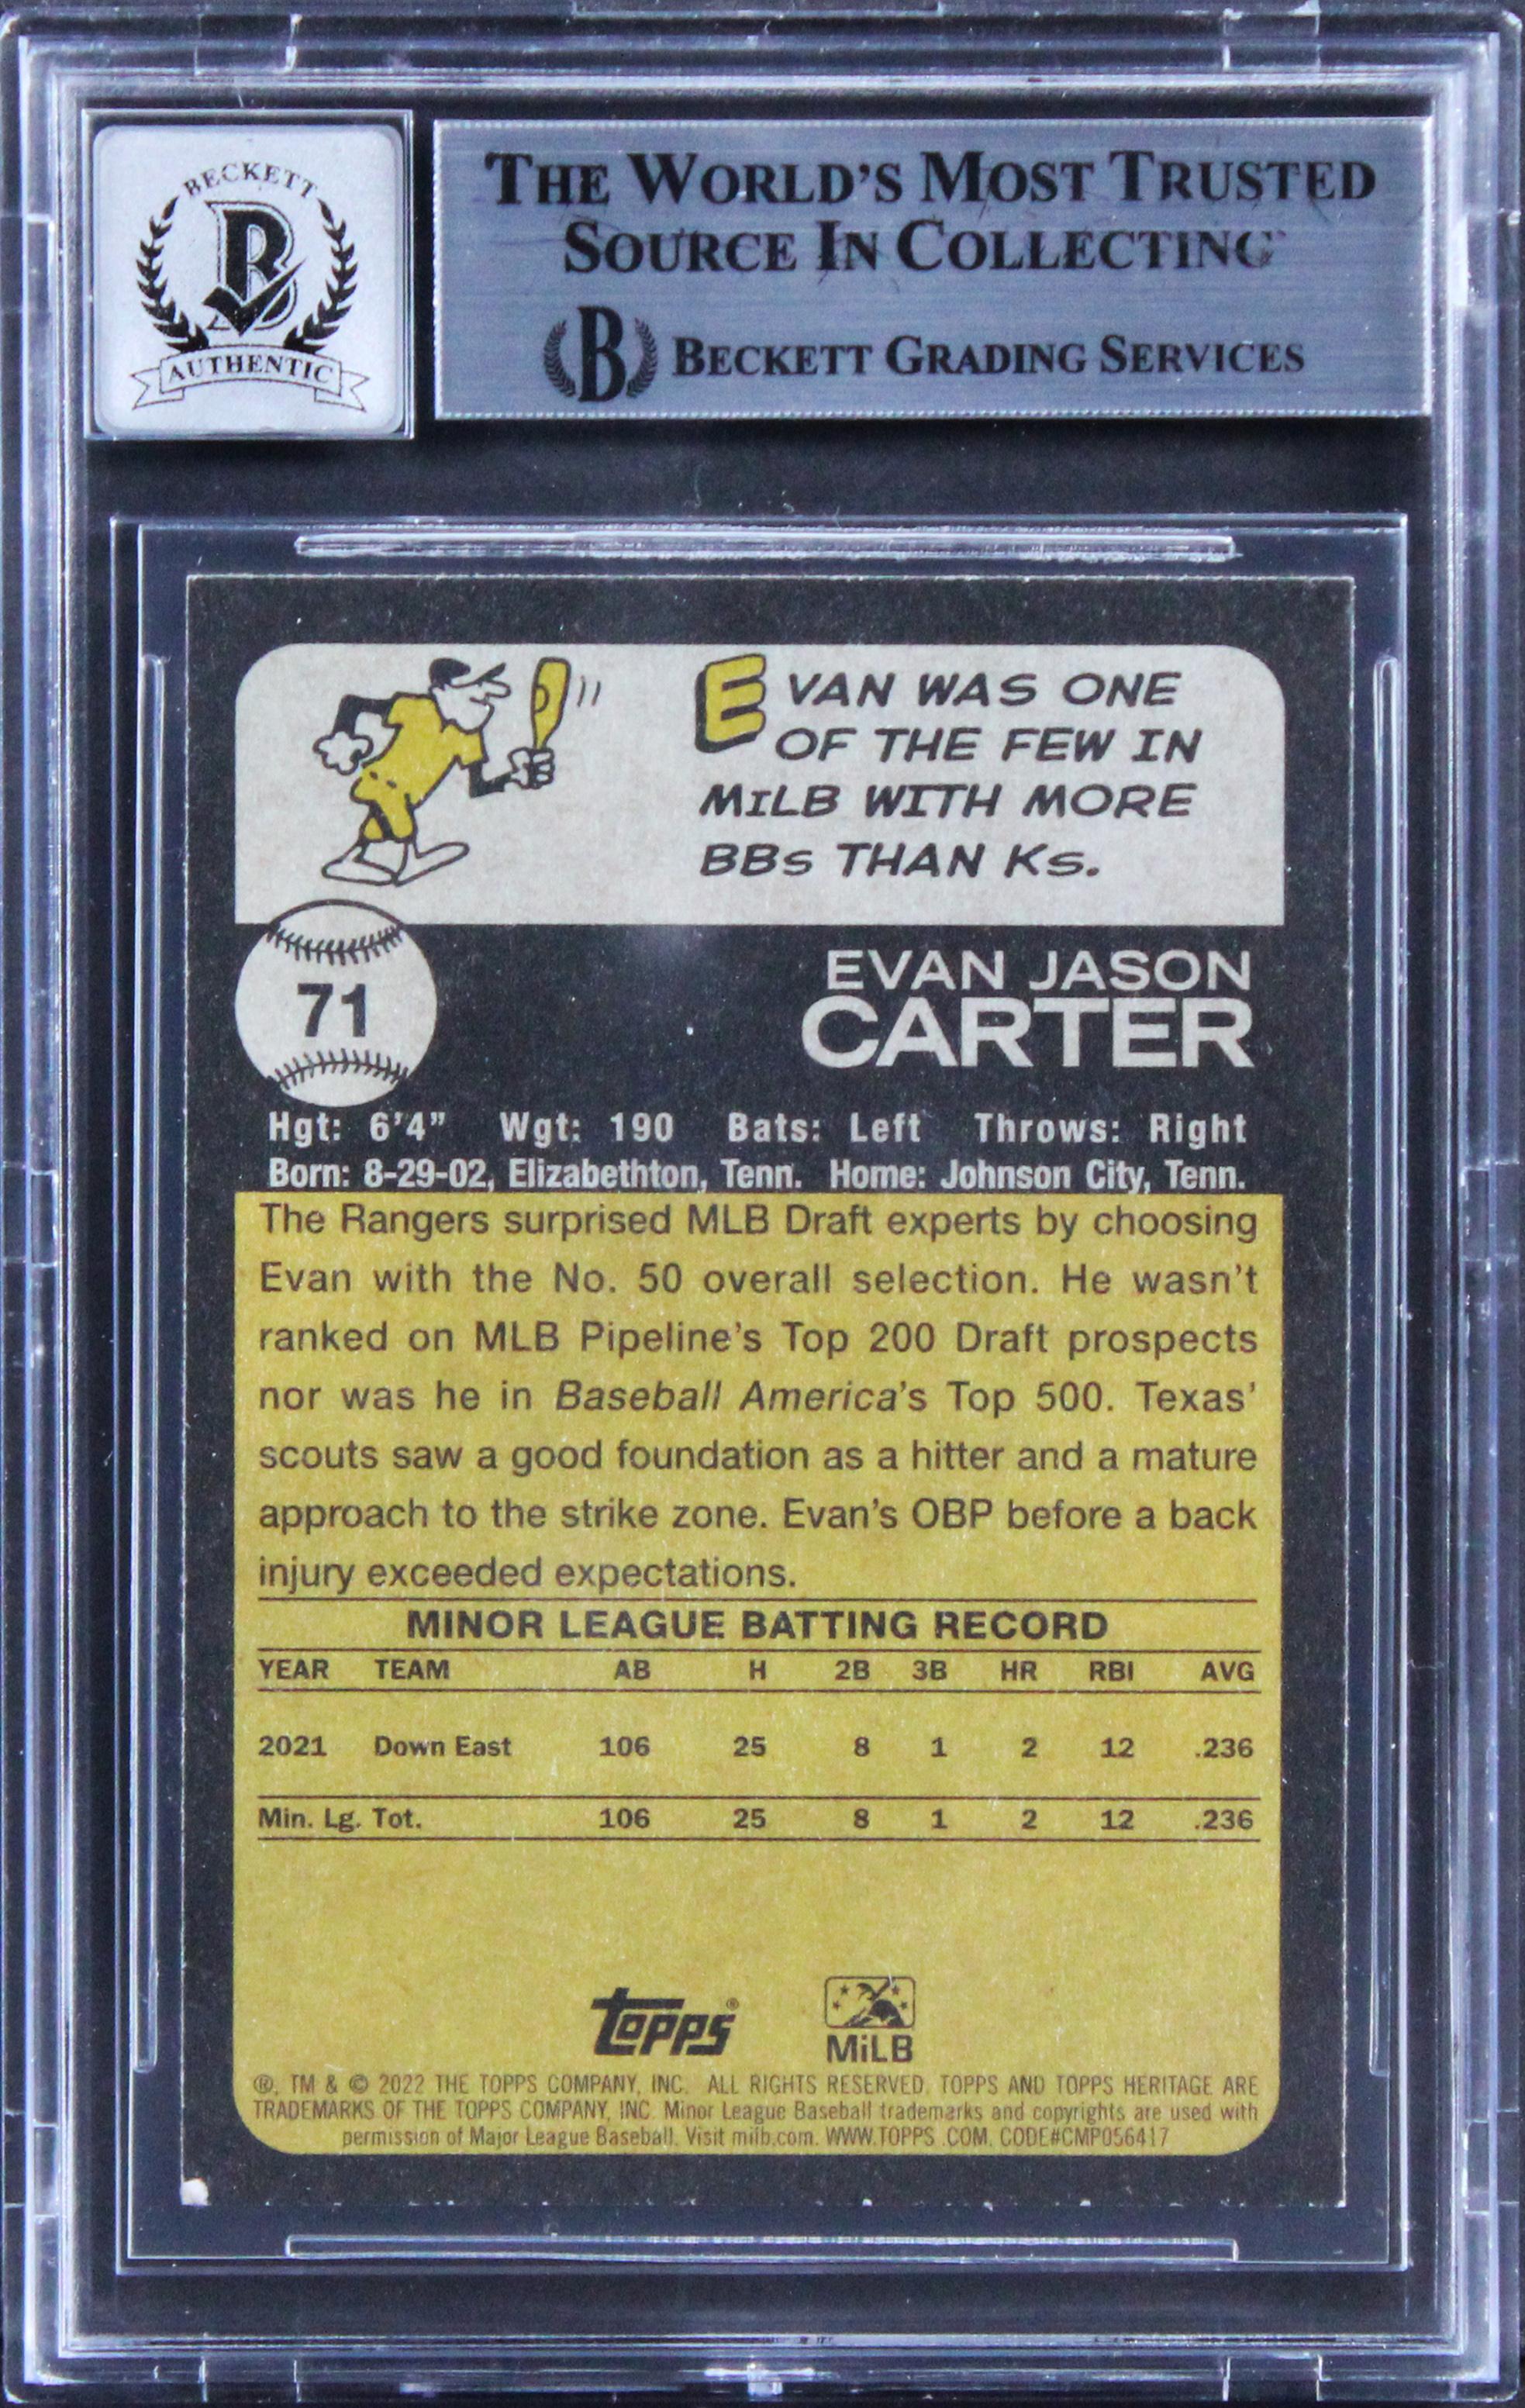 BECKETT
B
AUTHENTIC
THE WORLD'S MOST TRUSTED
SOURCE IN COLLECTING
B BECKETT GRADING SERVICES
EVAN WAS ONE
OF THE FEW IN
MiLB WITH MORE
BBs THAN Ks.
71
EVAN JASON
CARTER
Hgt: 6'4" Wgt: 190 Bats: Left Throws: Right
Born: 8-29-02, Elizabethton, Tenn. Home: Johnson City, Tenn.
The Rangers surprised MLB Draft experts by choosing
Evan with the No. 50 overall selection. He wasn't
ranked on MLB Pipeline's Top 200 Draft prospects
nor was he in Baseball America's Top 500. Texas'
scouts saw a good foundation as a hitter and a mature
approach to the strike zone. Evan's OBP before a back
injury exceeded expectations.
MINOR LEAGUE BATTING RECORD
YEAR TEAM AB H 2B 3B HR RBI AVG
2021 Down East 106 25 8 1 2 12 .236
Min. Lg. Tot. 106 25 8 1 2 12 .236
topps®
MiLB
®, TM & © 2022 THE TOPPS COMPANY, INC. ALL RIGHTS RESERVED. TOPPS AND TOPPS HERITAGE ARE
TRADEMARKS OF THE TOPPS COMPANY, INC. Minor League Baseball trademarks and copyrights are used with
permission of Major League Baseball. Visit milb.com. WWW.TOPPS.COM. CODE#CMP056417